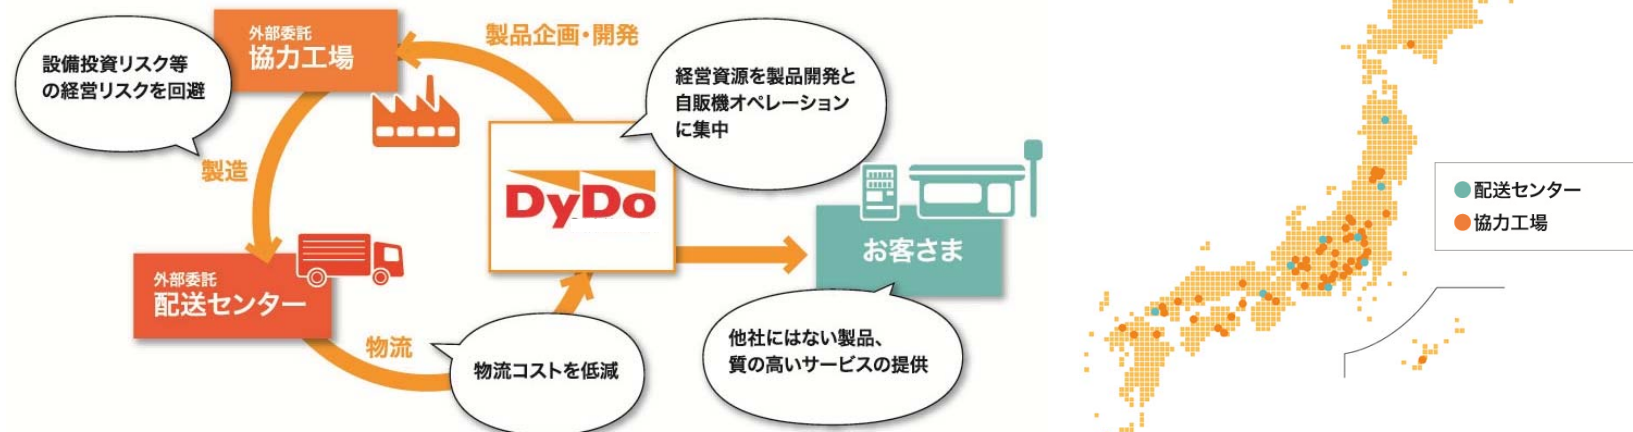 外部委託
協力工場
製品企画・開発
設備投資リスク等
の経営リスクを回避
経営資源を製品開発と
自販機オペレーション
に集中
製造
DyDo
お客さま
外部委託
配送センター
物流
物流コストを低減
他社にはない製品、
質の高いサービスの提供
配送センター
協力工場